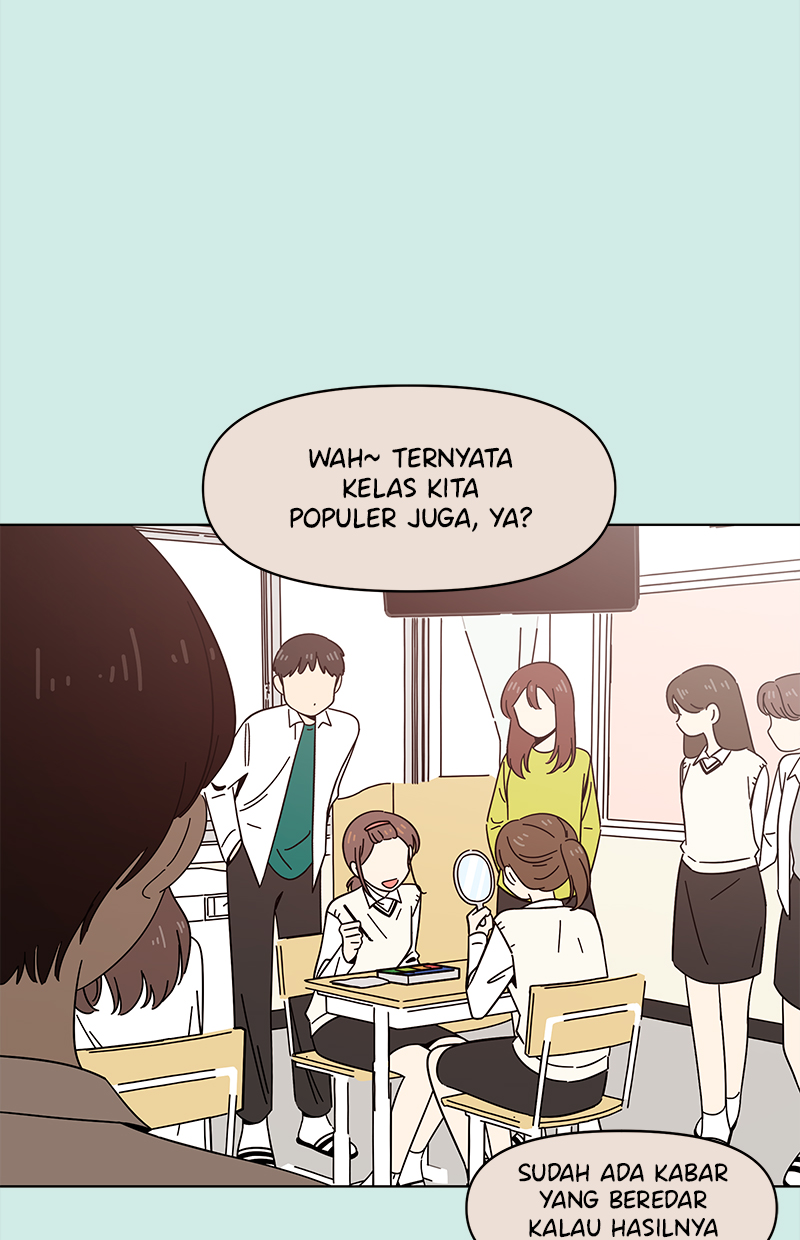 WAH~ TERNYATA
KELAS KITA
POPULER JUGA, YA?
SUDAH ADA KABAR
YANG BEREDAR
KALAU HASILNYA